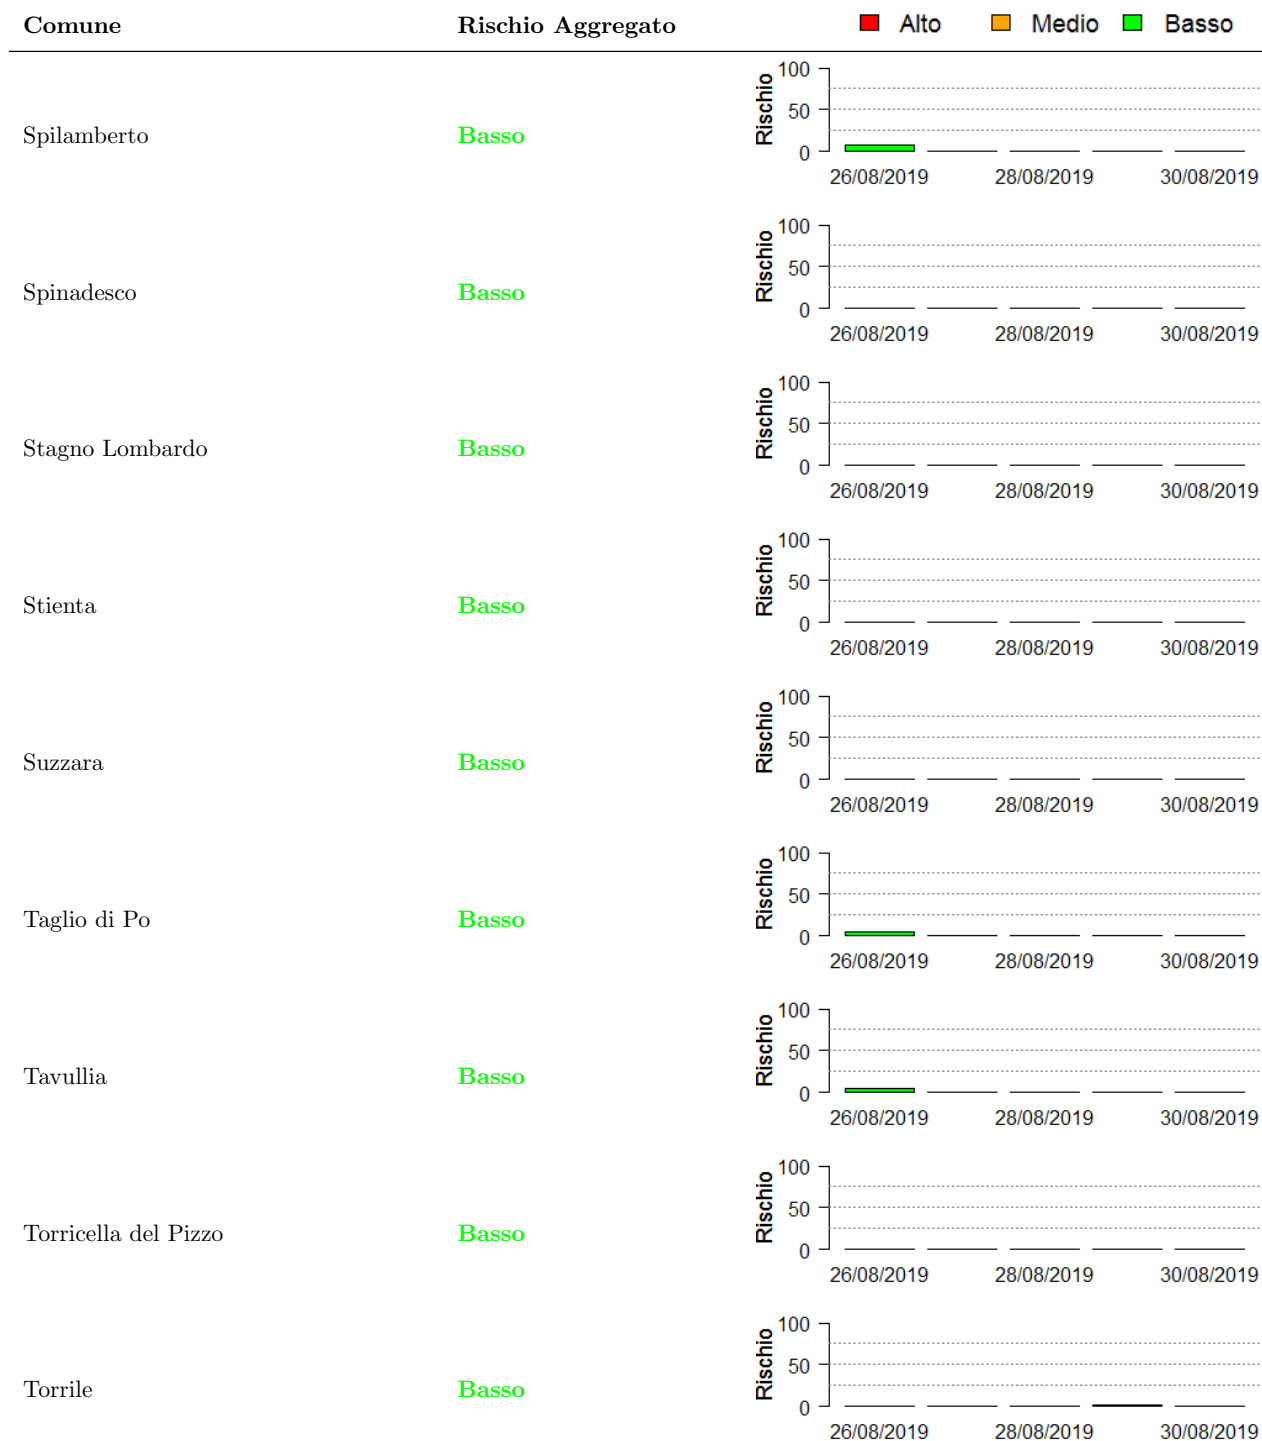 Comune Rischio Aggregato Alto Medio Basso
100
50
0
Rischio
Spilamberto Basso
26/08/2019 28/08/2019 30/08/2019
100
50
0
Rischio
Spinadesco Basso
26/08/2019 28/08/2019 30/08/2019
100
50
0
Rischio
Stagno Lombardo Basso
26/08/2019 28/08/2019 30/08/2019
100
50
0
Rischio
Stienta Basso
26/08/2019 28/08/2019 30/08/2019
100
50
0
Rischio
Suzzara Basso
26/08/2019 28/08/2019 30/08/2019
100
50
0
Rischio
Taglio di Po Basso
26/08/2019 28/08/2019 30/08/2019
100
50
0
Rischio
Tavullia Basso
26/08/2019 28/08/2019 30/08/2019
100
50
0
Rischio
Torricella del Pizzo Basso
26/08/2019 28/08/2019 30/08/2019
100
50
0
Rischio
Torrile Basso
26/08/2019 28/08/2019 30/08/2019